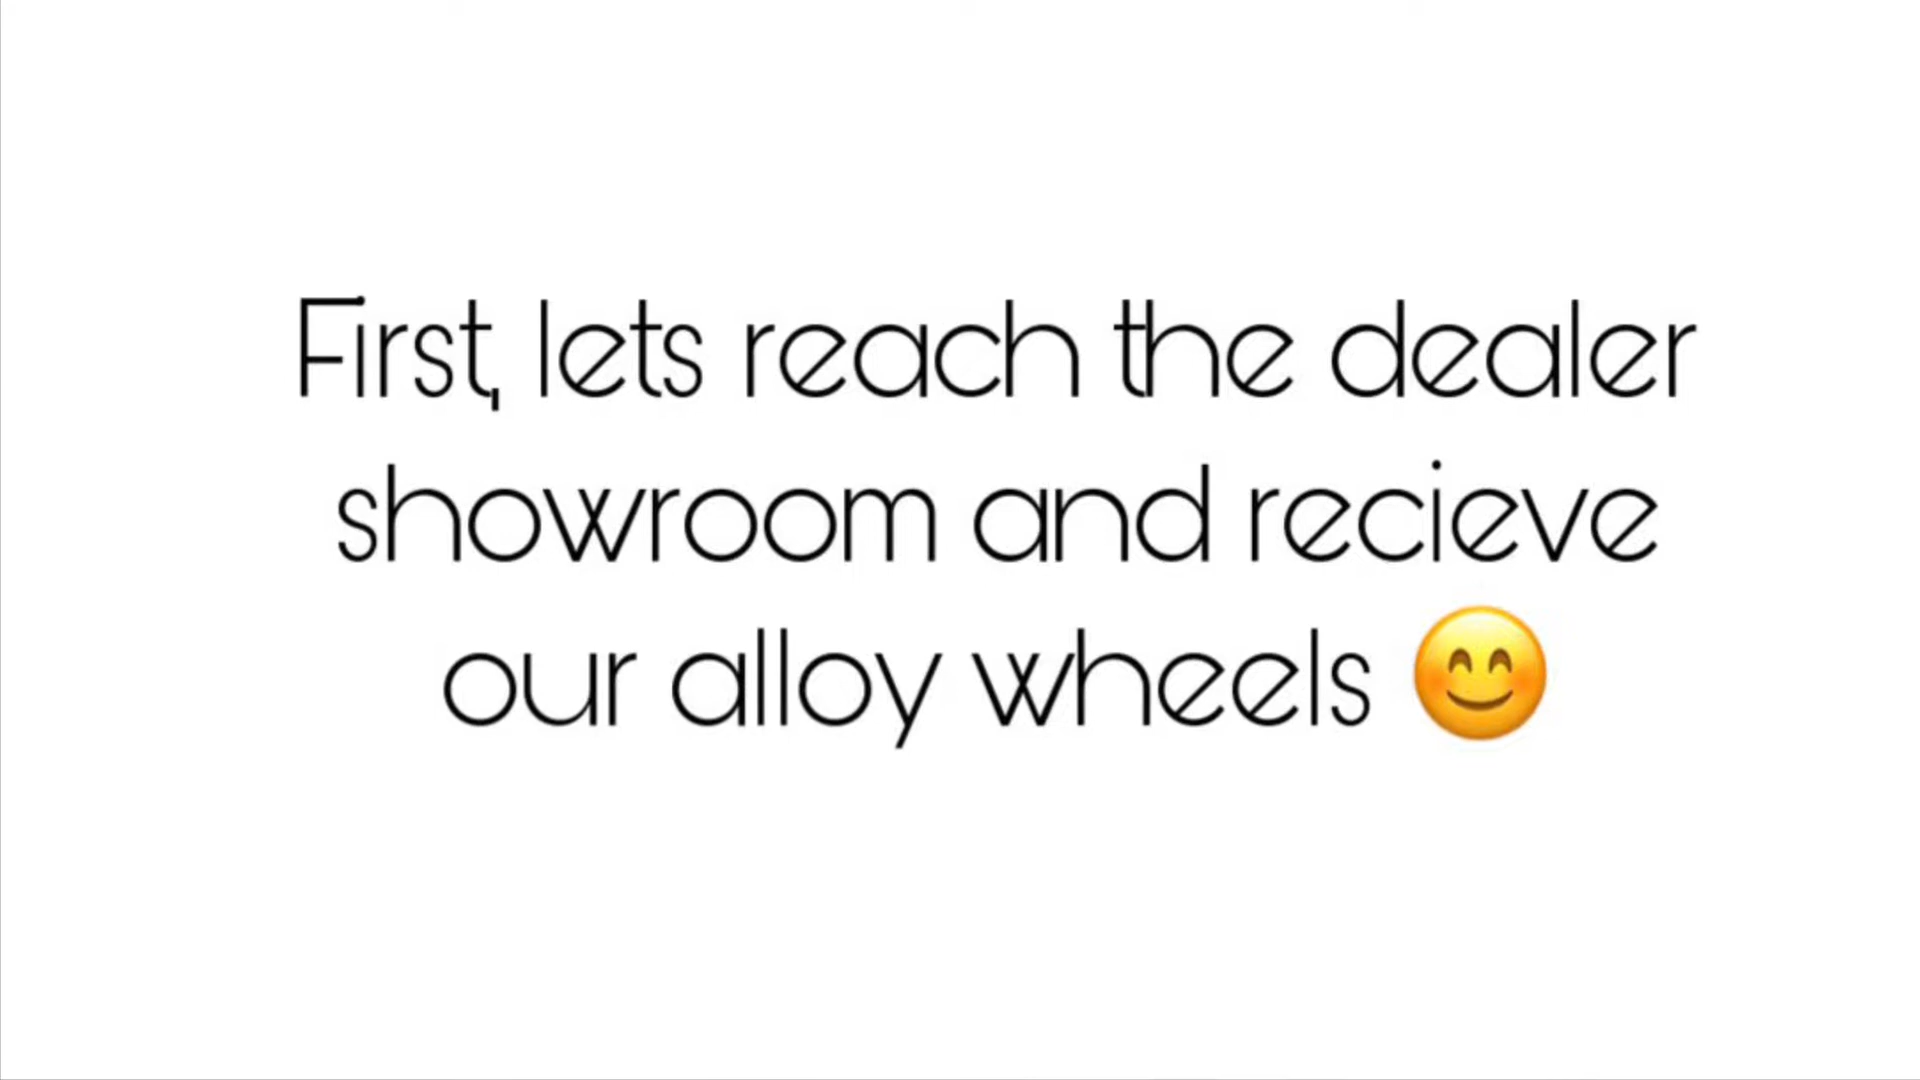 First, lets reach the dealer
showroom and recieve
our alloy wheels 😊